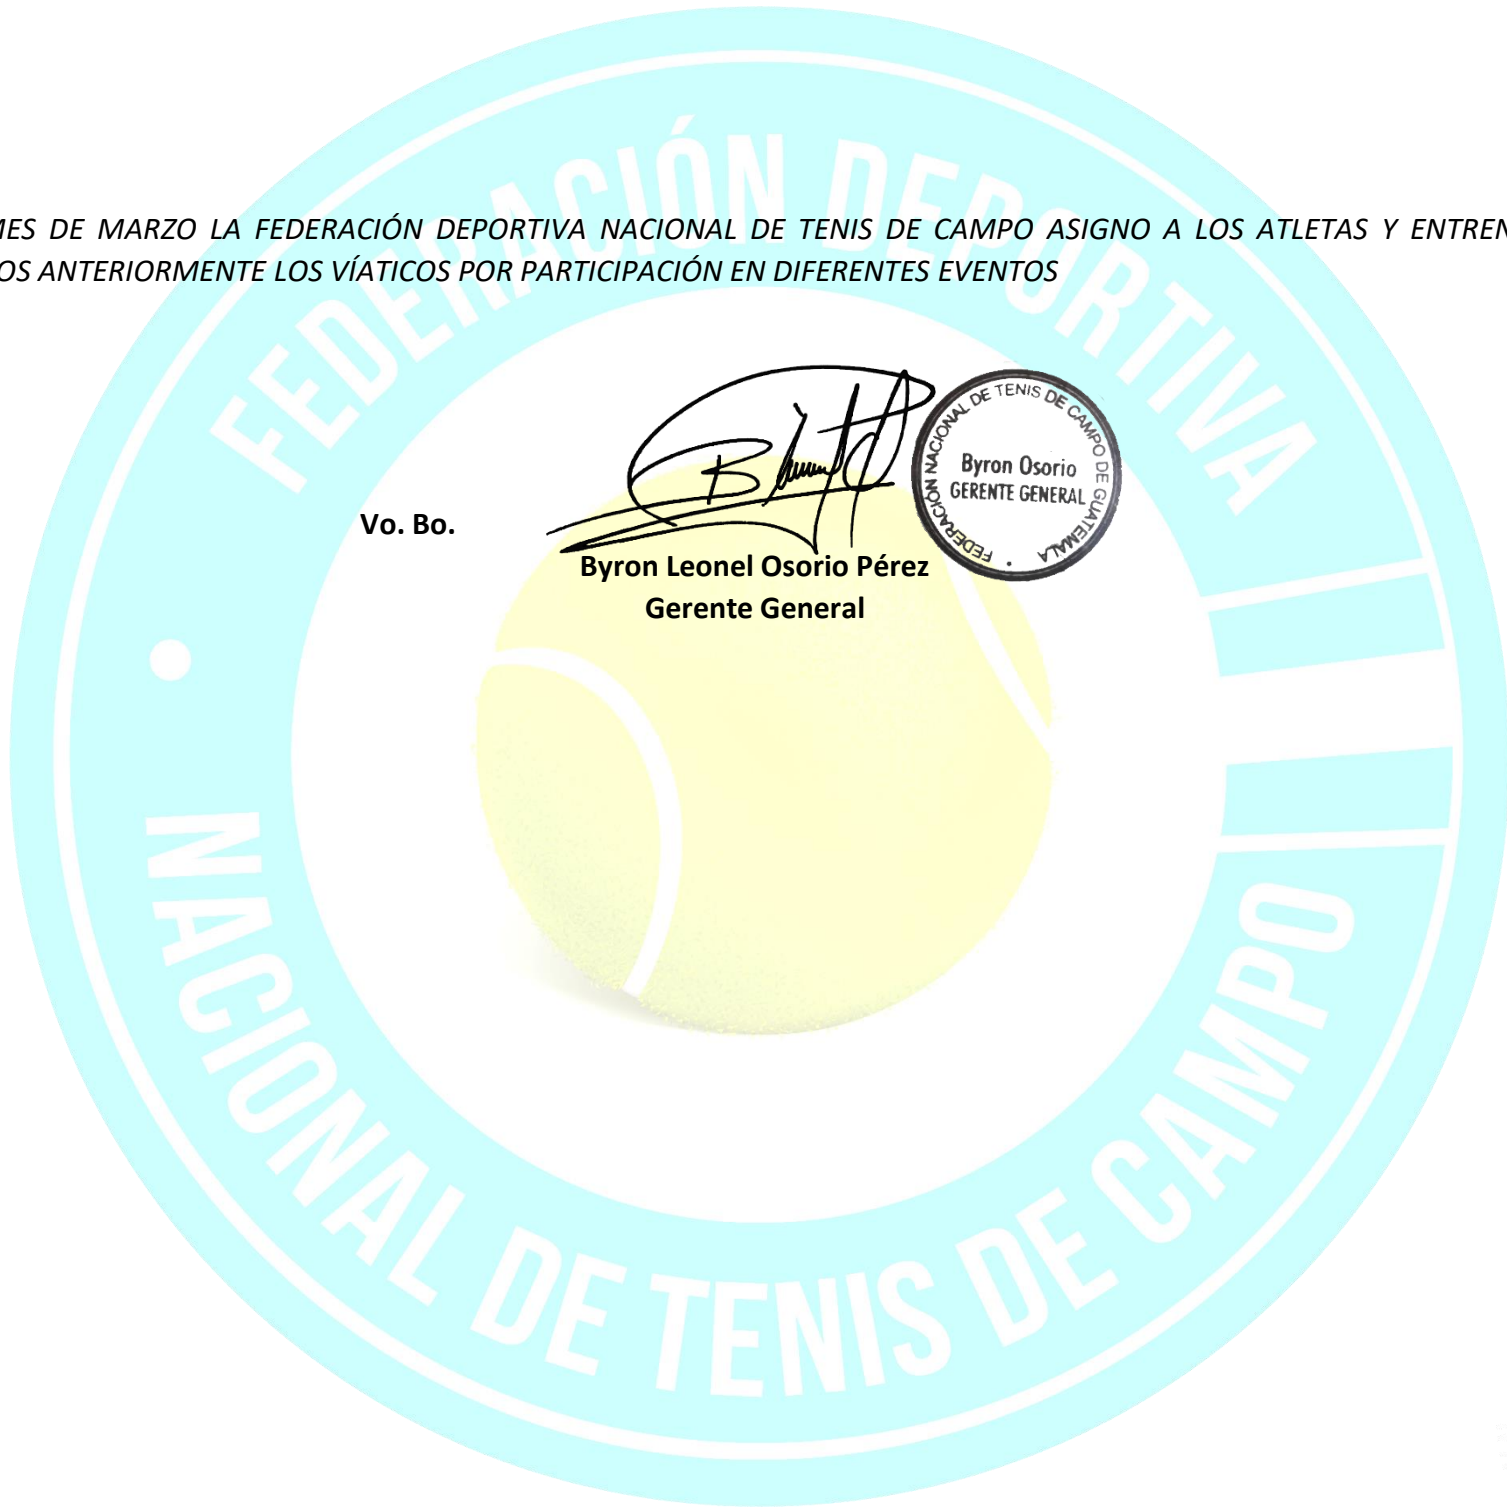 MES DE MARZO LA FEDERACIÓN DEPORTIVA NACIONAL DE TENIS DE CAMPO ASIGNO A LOS ATLETAS Y ENTREN
OS ANTERIORMENTE LOS VÍATICOS POR PARTICIPACIÓN EN DIFERENTES EVENTOS
FEDERACIÓN DEPORTIVA
FEDERACIÓN NACIONAL DE TENIS DE CAMPO DE GUATEMALA
Byron Osorio
GERENTE GENERAL
Vo. Bo.
Byron Leonel Osorio Pérez
Gerente General
NACIONAL DE TENIS DE CAMPO